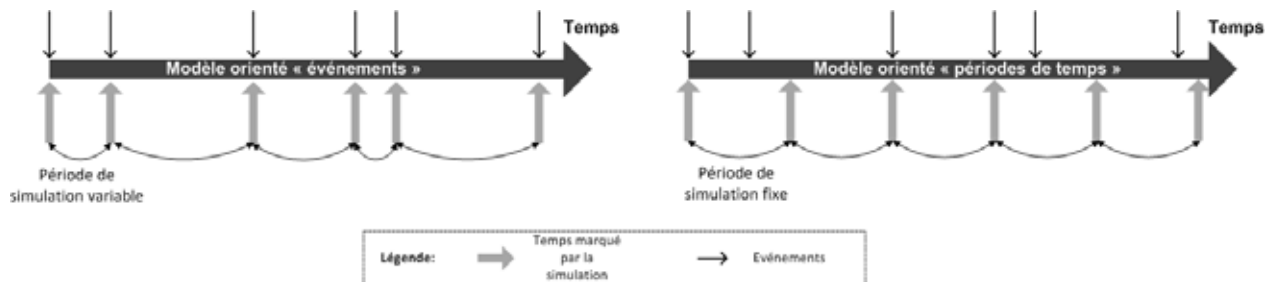 Temps
Modèle orienté « événements »
Période de
simulation variable
Temps
Modèle orienté « périodes de temps »
Période de
simulation fixe
Légende:
Temps marqué
par la
simulation
Evénements